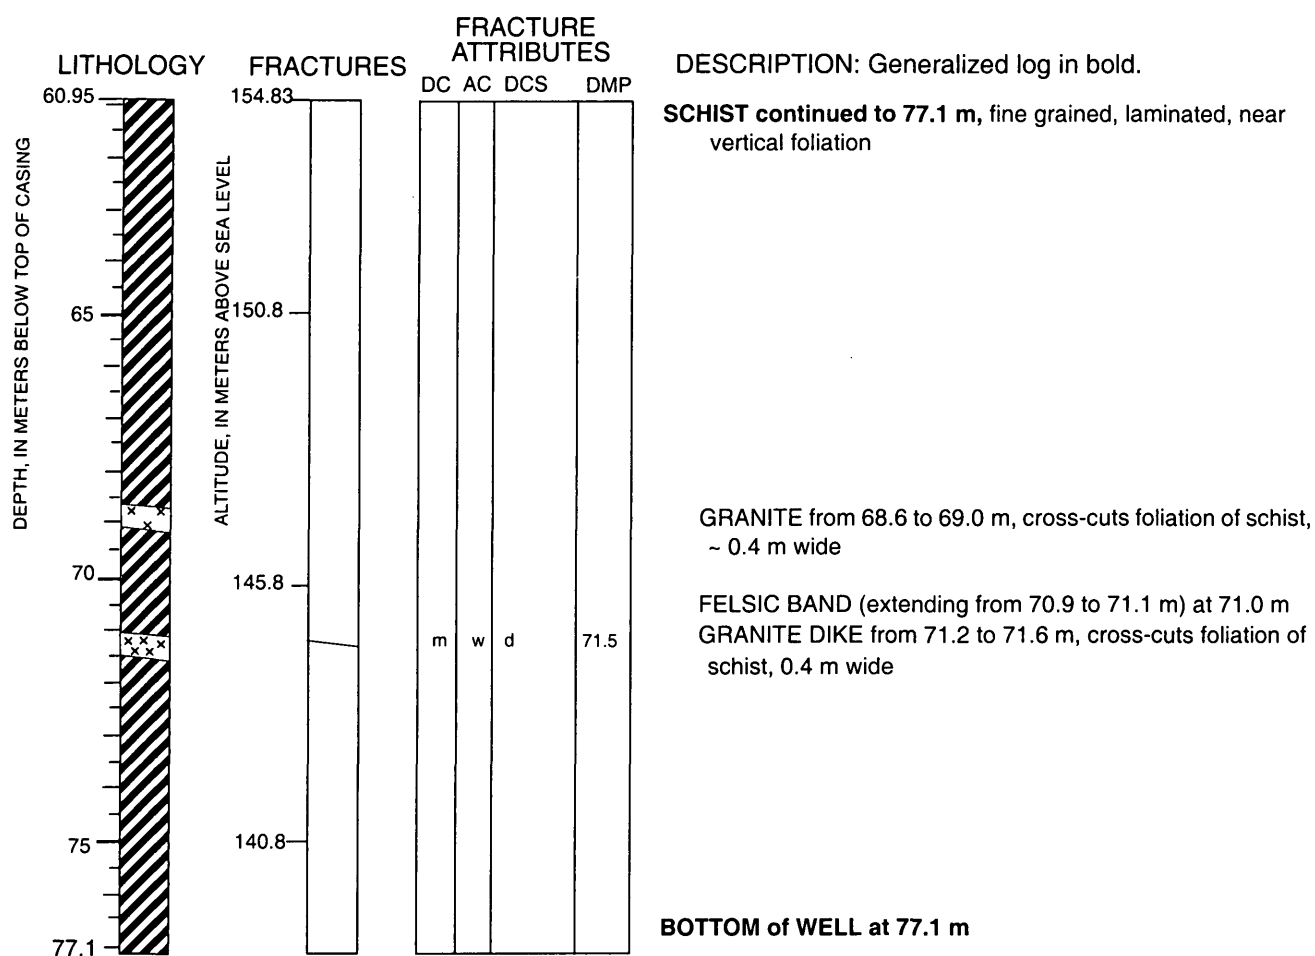 FRACTURE
ATTRIBUTES
LITHOLOGY
FRACTURES
DC AC DCS DMP
DESCRIPTION: Generalized log in bold.
60.95
154.83
SCHIST continued to 77.1 m, fine grained, laminated, near
vertical foliation
DEPTH, IN METERS BELOW TOP OF CASING
ALTITUDE, IN METERS ABOVE SEA LEVEL
65
150.8
GRANITE from 68.6 to 69.0 m, cross-cuts foliation of schist,
~ 0.4 m wide
70
145.8
FELSIC BAND (extending from 70.9 to 71.1 m) at 71.0 m
m w d 71.5
GRANITE DIKE from 71.2 to 71.6 m, cross-cuts foliation of
schist, 0.4 m wide
75
140.8
BOTTOM of WELL at 77.1 m
77.1